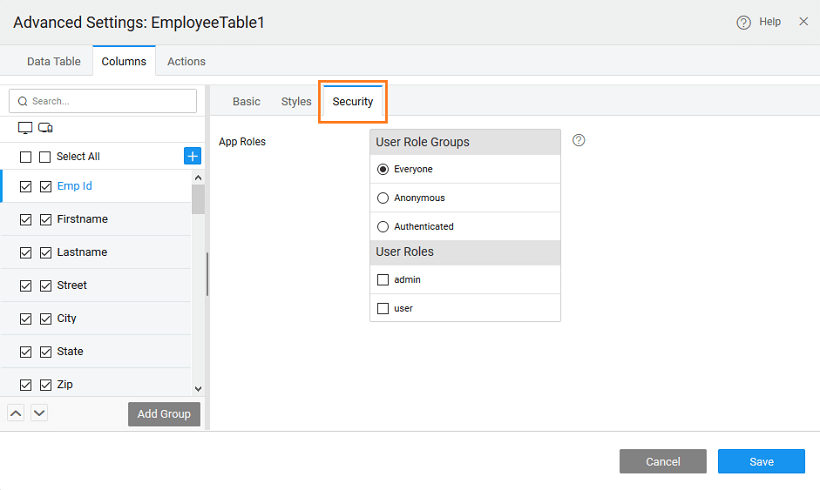 Advanced Settings: EmployeeTable1
Help
Data Table
Columns
Actions
Search...
Select All
Emp Id
Firstname
Lastname
Street
City
State
Zip
Add Group
Basic
Styles
Security
App Roles
User Role Groups
Everyone
Anonymous
Authenticated
User Roles
admin
user
Cancel
Save